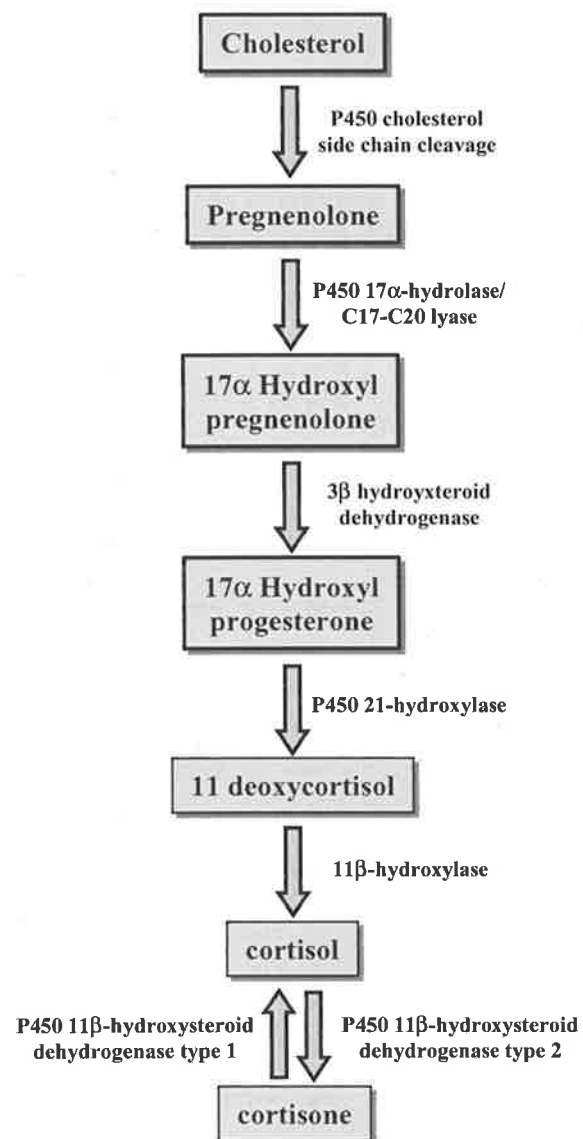 Cholesterol
P450 cholesterol
side chain cleavage
Pregnenolone
P450 17α-hydrolase/
C17-C20 lyase
17α Hydroxyl
pregnenolone
3β hydroyxteroid
dehydrogenase
17α Hydroxyl
progesterone
P450 21-hydroxylase
11 deoxycortisol
11β-hydroxylase
cortisol
P450 11β-hydroxysteroid
dehydrogenase type 1
P450 11β-hydroxysteroid
dehydrogenase type 2
cortisone